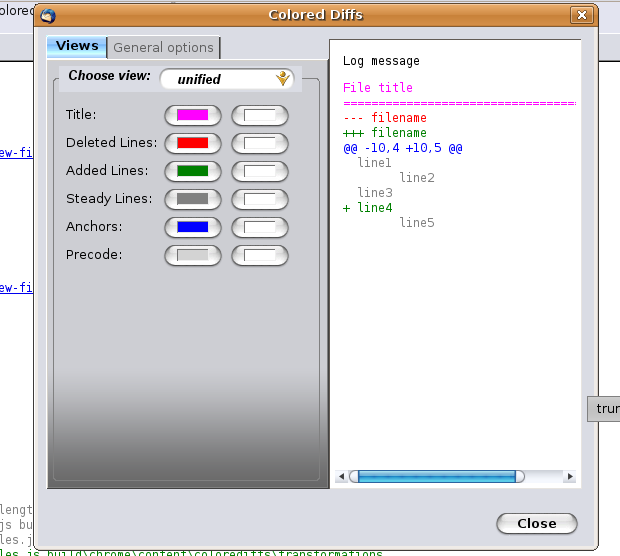 Colored Diffs
olored
Views
General options
Choose view:
unified
Title:
Deleted Lines:
Added Lines:
Steady Lines:
Anchors:
Precode:
Log message
File title
==================================
--- filename
+++ filename
@@ -10,4 +10,5 @@
line1
line2
line3
+ line4
line5
Close
ew-fi
ew-fi
trun
lengt
js bu
les.j
les.js build\chrome\content\colorediffs\transformations